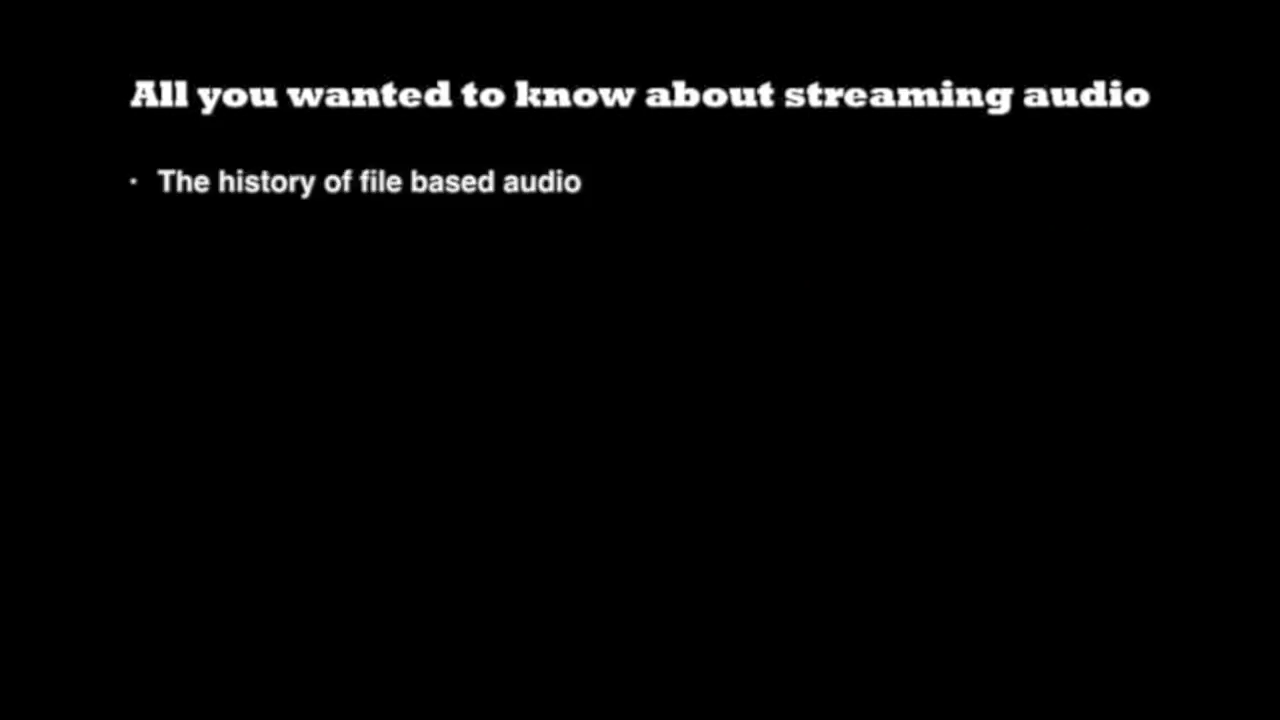 All you wanted to know about streaming audio
· The history of file based audio